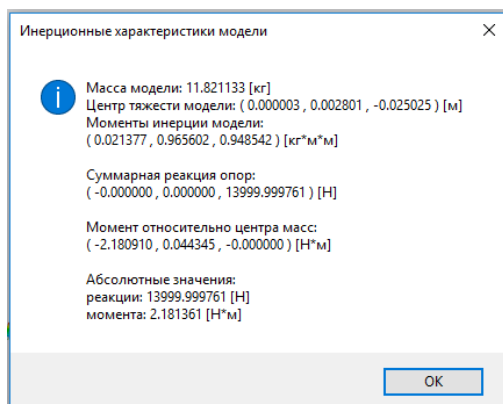 Инерционные характеристики модели
Масса модели: 11.821133 [кг]
Центр тяжести модели: ( 0.000003 , 0.002801 , -0.025025 ) [м]
Моменты инерции модели:
( 0.021377 , 0.965602 , 0.948542 ) [кг*м*м]
Суммарная реакция опор:
( -0.000000 , 0.000000 , 13999.999761 ) [Н]
Момент относительно центра масс:
( -2.180910 , 0.044345 , -0.000000 ) [Н*м]
Абсолютные значения:
реакции: 13999.999761 [Н]
момента: 2.181361 [Н*м]
OK